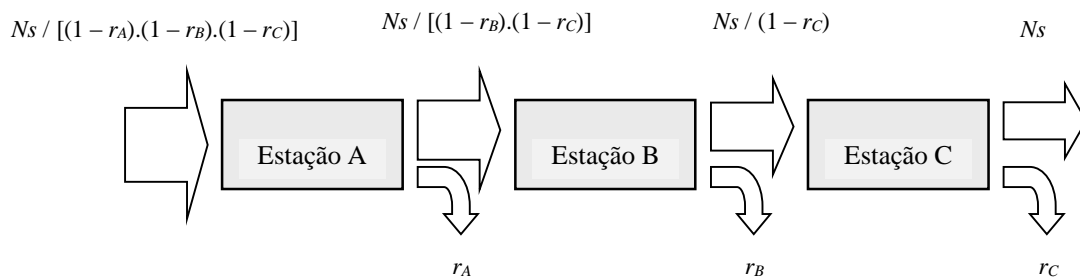 Ns / [(1 – rA).(1 – rB).(1 – rC)]
Ns / [(1 – rB).(1 – rC)]
Ns / (1 – rC)
Ns
Estação A
Estação B
Estação C
rA
rB
rC